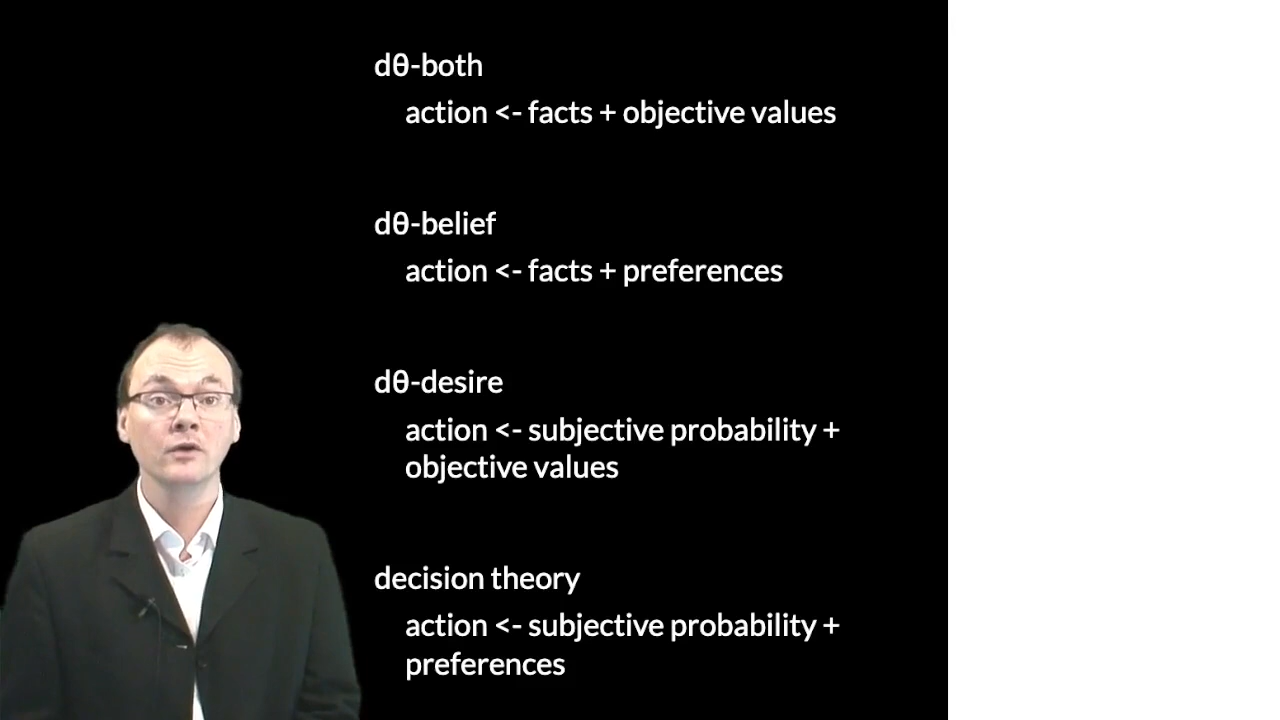 dθ-both
action <- facts + objective values
dθ-belief
action <- facts + preferences
dθ-desire
action <- subjective probability +
objective values
decision theory
action <- subjective probability +
preferences